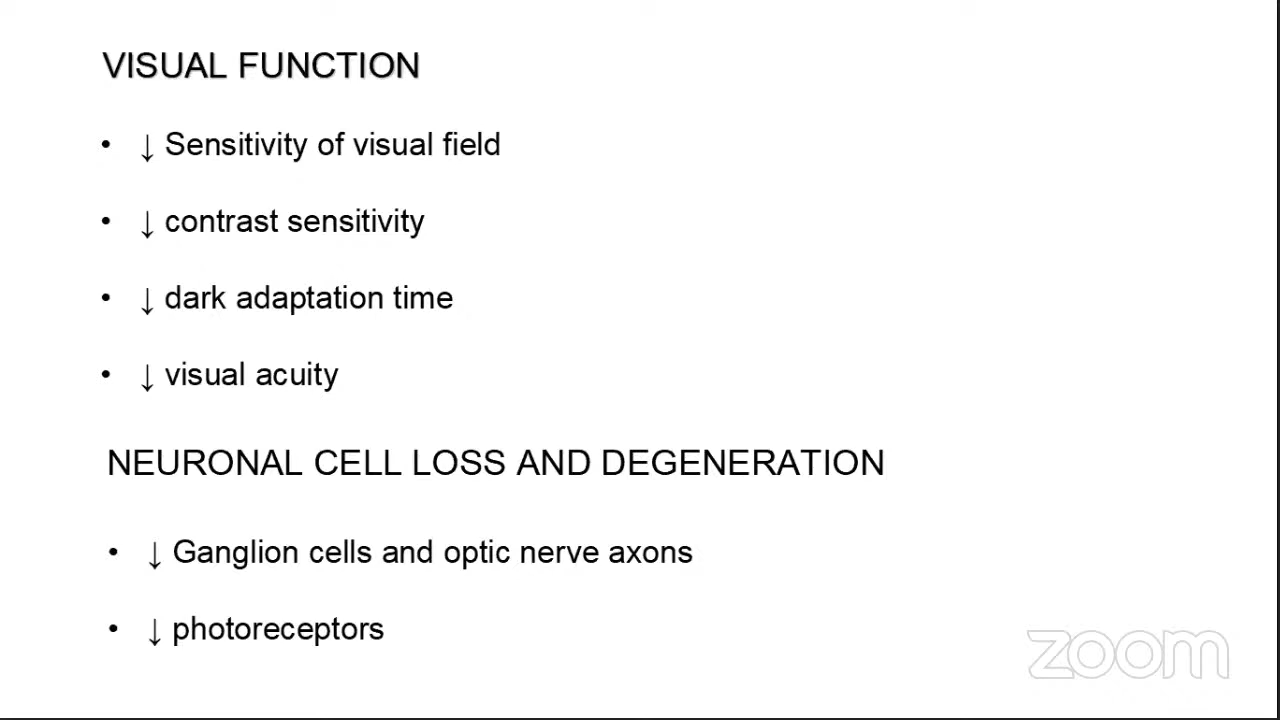 VISUAL FUNCTION
• ↓ Sensitivity of visual field
• ↓ contrast sensitivity
• ↓ dark adaptation time
• ↓ visual acuity
NEURONAL CELL LOSS AND DEGENERATION
• ↓ Ganglion cells and optic nerve axons
• ↓ photoreceptors
zoom